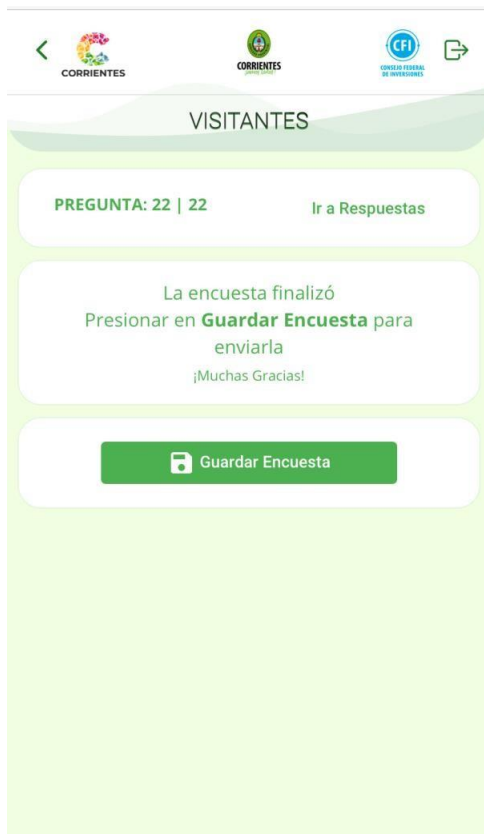 CORRIENTES
CORRIENTES
CFI
CONSEJO FEDERAL
DE INVERSIONES
VISITANTES
PREGUNTA: 22 | 22
Ir a Respuestas
La encuesta finalizó
Presionar en Guardar Encuesta para
enviarla
¡Muchas Gracias!
Guardar Encuesta